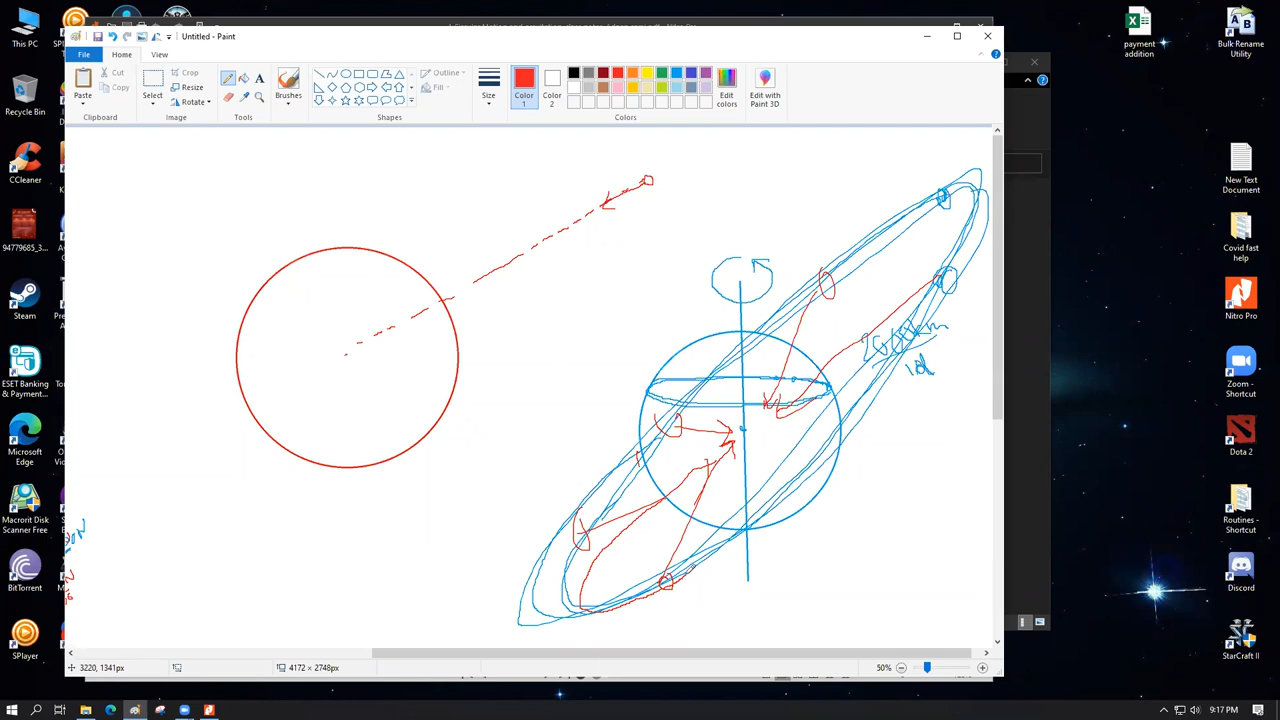 This PC
Untitled - Paint
payment
addition
Bulk Rename
Utility
File
Home
View
Paste
Cut
Copy
Clipboard
Select
Crop
Resize
Rotate
Image
A
Tools
Brushes
Outline
Fill
Shapes
Size
Color
1
Color
2
Edit
colors
Colors
Edit with
Paint 3D
Recycle Bin
CCleaner
94779685_3...
Steam
ESET Banking
& Payment...
Microsoft
Edge
Macrorit Disk
Scanner Free
BitTorrent
SPlayer
New Text
Document
Covid fast
help
Nitro Pro
Zoom -
Shortcut
Dota 2
Routines -
Shortcut
Discord
StarCraft II
km
3220, 1341px
4172 × 2748px
50%
9:17 PM